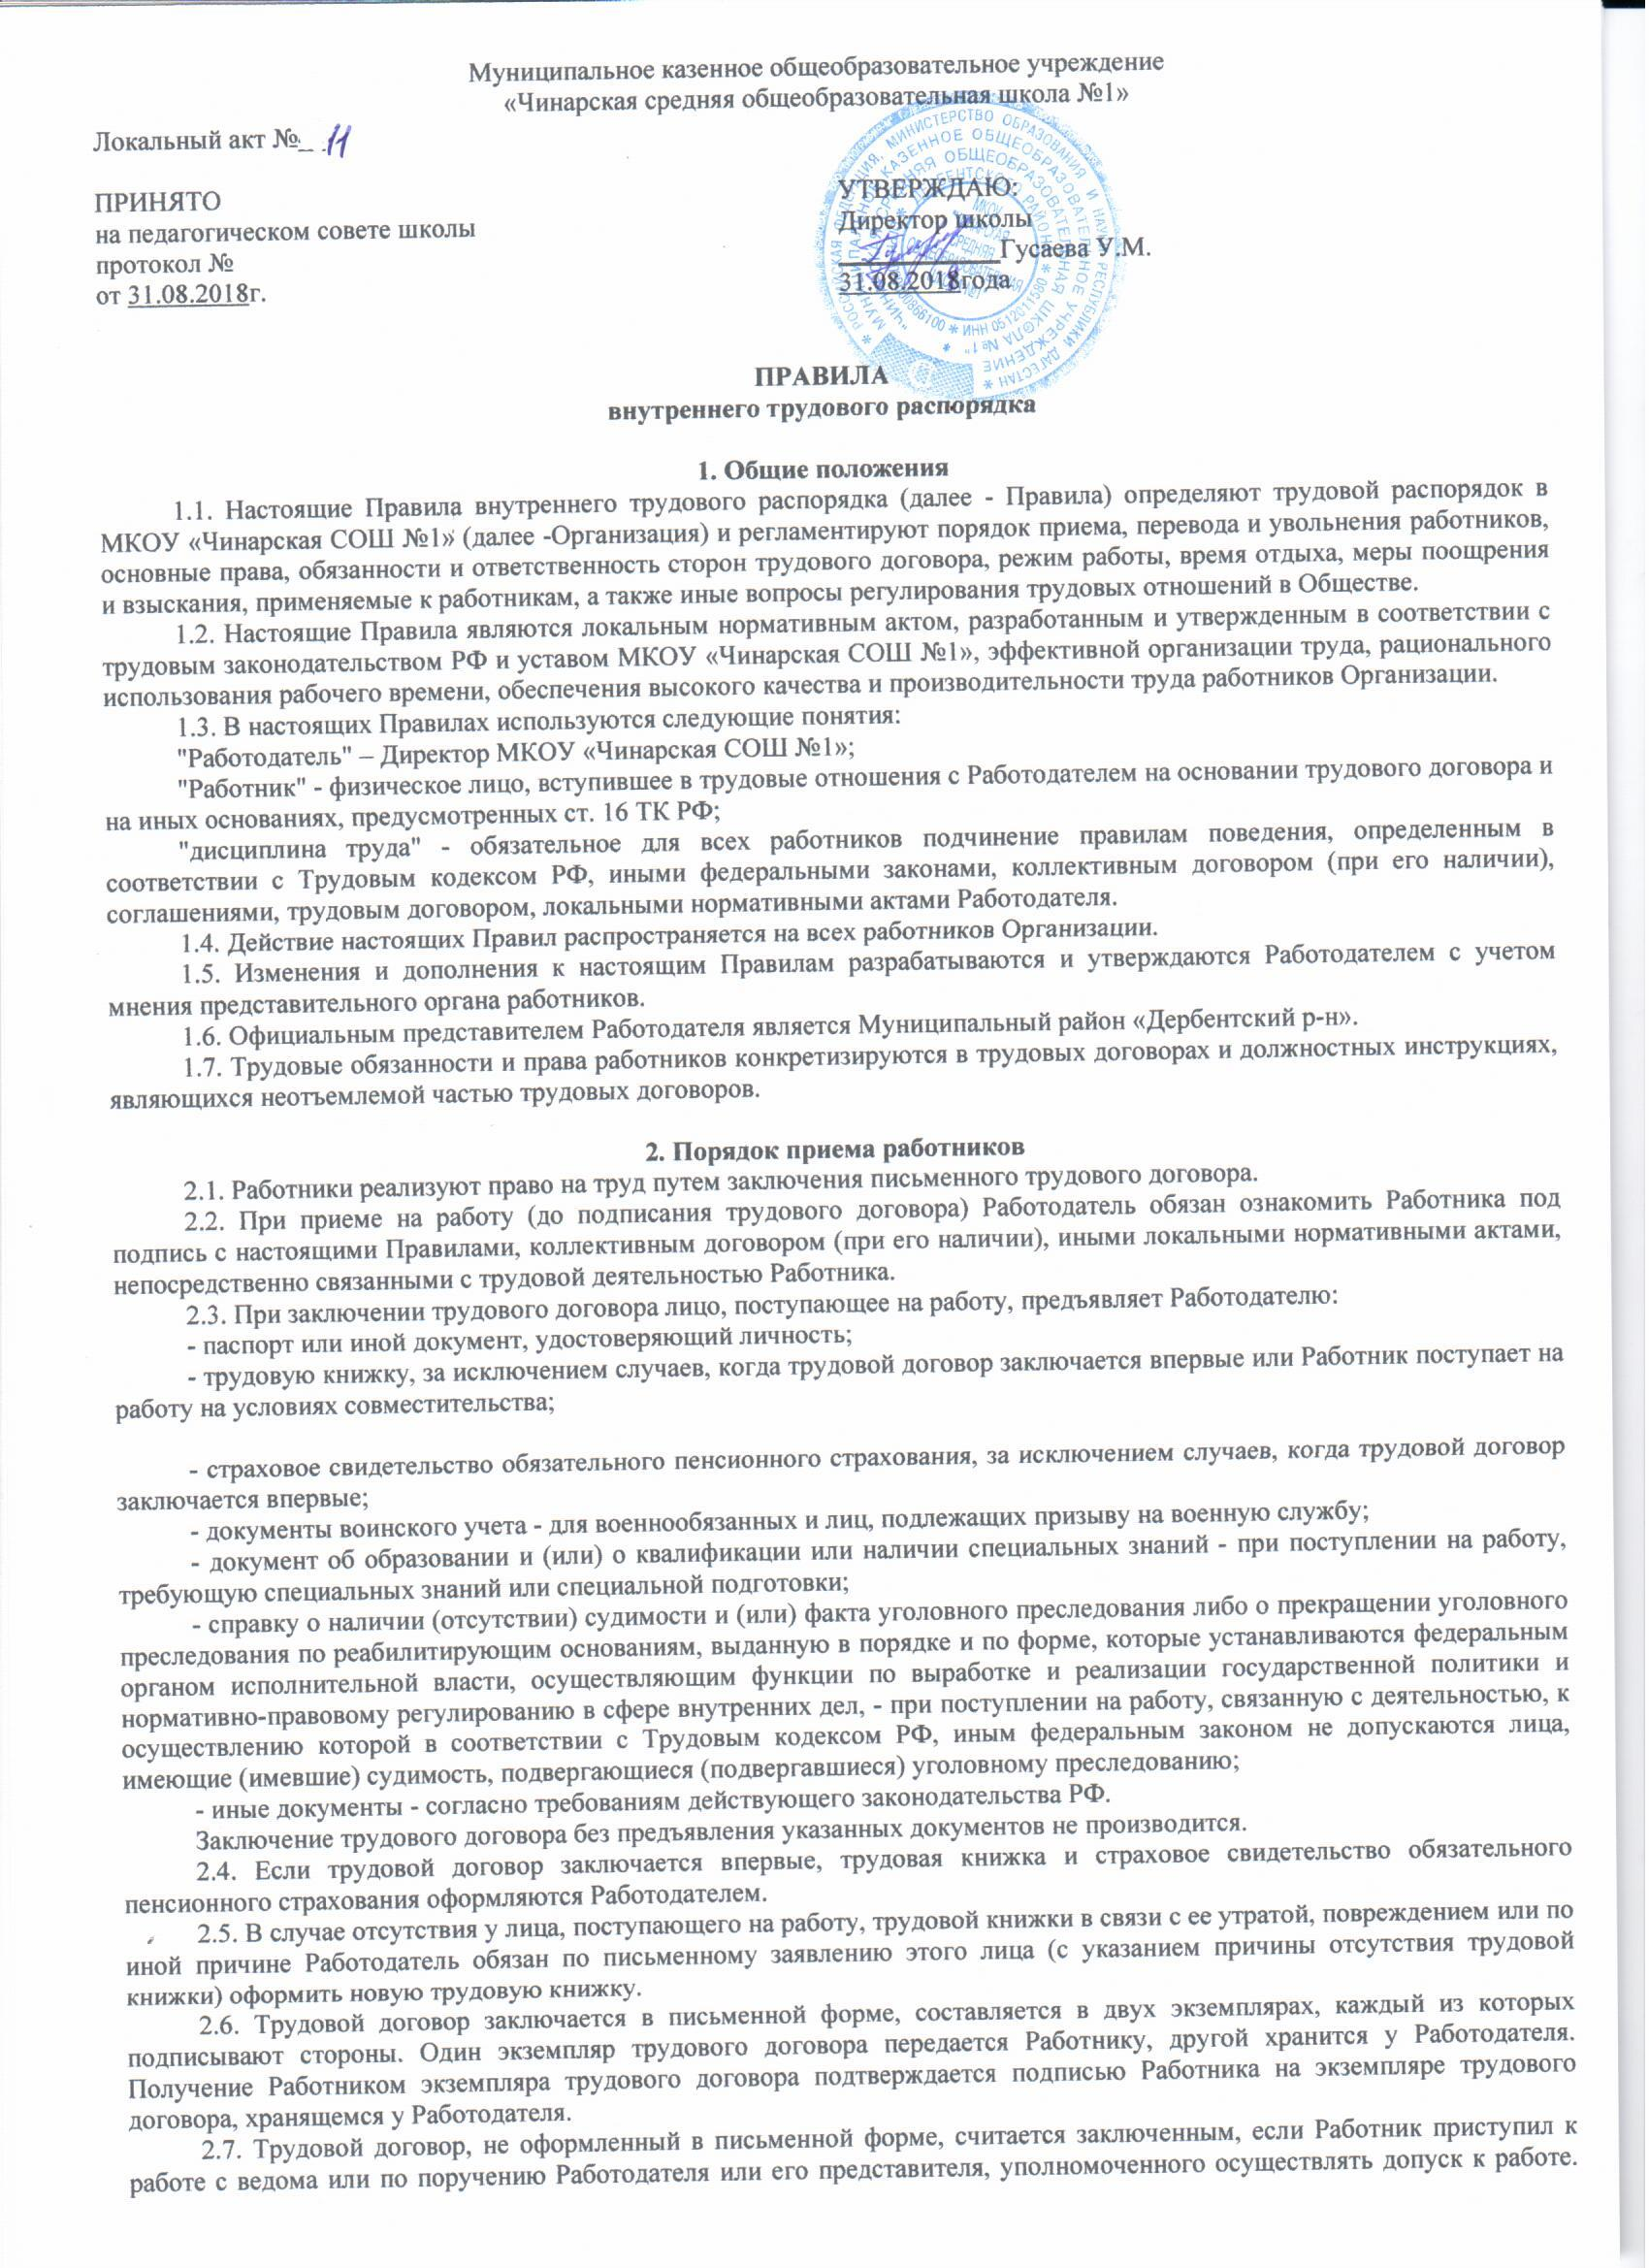 Муниципальное казенное общеобразовательное учреждение
«Чинарская средняя общеобразовательная школа №1»
Локальный акт №_ 11
ПРИНЯТО
на педагогическом совете школы
протокол №
от 31.08.2018г.
УТВЕРЖДАЮ:
Директор школы
____________Гусаева У.М.
31.08.2018года
РОССИЙСКАЯ ФЕДЕРАЦИЯ, МИНИСТЕРСТВО ОБРАЗОВАНИЯ И НАУКИ РЕСПУБЛИКИ ДАГЕСТАН
МУНИЦИПАЛЬНОЕ КАЗЕННОЕ ОБЩЕОБРАЗОВАТЕЛЬНОЕ УЧРЕЖДЕНИЕ
СРЕДНЯЯ ОБЩЕОБРАЗОВАТЕЛЬНАЯ ШКОЛА №1"
ИНН 0512011580
ПРАВИЛА
внутреннего трудового распорядка
1. Общие положения
1.1. Настоящие Правила внутреннего трудового распорядка (далее - Правила) определяют трудовой распорядок в
МКОУ «Чинарская СОШ №1» (далее -Организация) и регламентируют порядок приема, перевода и увольнения работников,
основные права, обязанности и ответственность сторон трудового договора, режим работы, время отдыха, меры поощрения
и взыскания, применяемые к работникам, а также иные вопросы регулирования трудовых отношений в Обществе.
1.2. Настоящие Правила являются локальным нормативным актом, разработанным и утвержденным в соответствии с
трудовым законодательством РФ и уставом МКОУ «Чинарская СОШ №1», эффективной организации труда, рационального
использования рабочего времени, обеспечения высокого качества и производительности труда работников Организации.
1.3. В настоящих Правилах используются следующие понятия:
"Работодатель" – Директор МКОУ «Чинарская СОШ №1»;
"Работник" - физическое лицо, вступившее в трудовые отношения с Работодателем на основании трудового договора и
на иных основаниях, предусмотренных ст. 16 ТК РФ;
"дисциплина труда" - обязательное для всех работников подчинение правилам поведения, определенным в
соответствии с Трудовым кодексом РФ, иными федеральными законами, коллективным договором (при его наличии),
соглашениями, трудовым договором, локальными нормативными актами Работодателя.
1.4. Действие настоящих Правил распространяется на всех работников Организации.
1.5. Изменения и дополнения к настоящим Правилам разрабатываются и утверждаются Работодателем с учетом
мнения представительного органа работников.
1.6. Официальным представителем Работодателя является Муниципальный район «Дербентский р-н».
1.7. Трудовые обязанности и права работников конкретизируются в трудовых договорах и должностных инструкциях,
являющихся неотъемлемой частью трудовых договоров.
2. Порядок приема работников
2.1. Работники реализуют право на труд путем заключения письменного трудового договора.
2.2. При приеме на работу (до подписания трудового договора) Работодатель обязан ознакомить Работника под
подпись с настоящими Правилами, коллективным договором (при его наличии), иными локальными нормативными актами,
непосредственно связанными с трудовой деятельностью Работника.
2.3. При заключении трудового договора лицо, поступающее на работу, предъявляет Работодателю:
- паспорт или иной документ, удостоверяющий личность;
- трудовую книжку, за исключением случаев, когда трудовой договор заключается впервые или Работник поступает на
работу на условиях совместительства;
- страховое свидетельство обязательного пенсионного страхования, за исключением случаев, когда трудовой договор
заключается впервые;
- документы воинского учета - для военнообязанных и лиц, подлежащих призыву на военную службу;
- документ об образовании и (или) о квалификации или наличии специальных знаний - при поступлении на работу,
требующую специальных знаний или специальной подготовки;
- справку о наличии (отсутствии) судимости и (или) факта уголовного преследования либо о прекращении уголовного
преследования по реабилитирующим основаниям, выданную в порядке и по форме, которые устанавливаются федеральным
органом исполнительной власти, осуществляющим функции по выработке и реализации государственной политики и
нормативно-правовому регулированию в сфере внутренних дел, - при поступлении на работу, связанную с деятельностью, к
осуществлению которой в соответствии с Трудовым кодексом РФ, иным федеральным законом не допускаются лица,
имеющие (имевшие) судимость, подвергающиеся (подвергавшиеся) уголовному преследованию;
- иные документы - согласно требованиям действующего законодательства РФ.
Заключение трудового договора без предъявления указанных документов не производится.
2.4. Если трудовой договор заключается впервые, трудовая книжка и страховое свидетельство обязательного
пенсионного страхования оформляются Работодателем.
2.5. В случае отсутствия у лица, поступающего на работу, трудовой книжки в связи с ее утратой, повреждением или по
иной причине Работодатель обязан по письменному заявлению этого лица (с указанием причины отсутствия трудовой
книжки) оформить новую трудовую книжку.
2.6. Трудовой договор заключается в письменной форме, составляется в двух экземплярах, каждый из которых
подписывают стороны. Один экземпляр трудового договора передается Работнику, другой хранится у Работодателя.
Получение Работником экземпляра трудового договора подтверждается подписью Работника на экземпляре трудового
договора, хранящемся у Работодателя.
2.7. Трудовой договор, не оформленный в письменной форме, считается заключенным, если Работник приступил к
работе с ведома или по поручению Работодателя или его представителя, уполномоченного осуществлять допуск к работе.